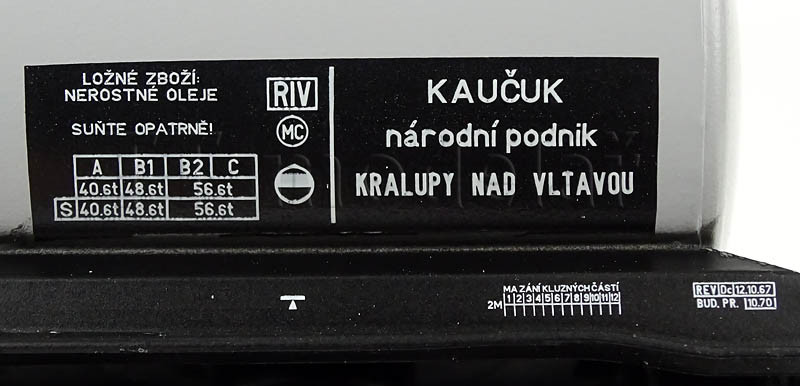 LOŽNÉ ZBOŽÍ:
NEROSTNÉ OLEJE
SUŇTE OPATRNĚ!
RIV
MC
A B1 B2 C
40.6t 48.6t 56.6t
S 40.6t 48.6t 56.6t
KAUČUK
národní podnik
KRALUPY NAD VLTAVOU
MAZÁNÍ KLUZNÝCH ČÁSTÍ
2M 1 2 3 4 5 6 7 8 9 10 11 12
REV Dc 12.10.67
BUD. PR. 10.70